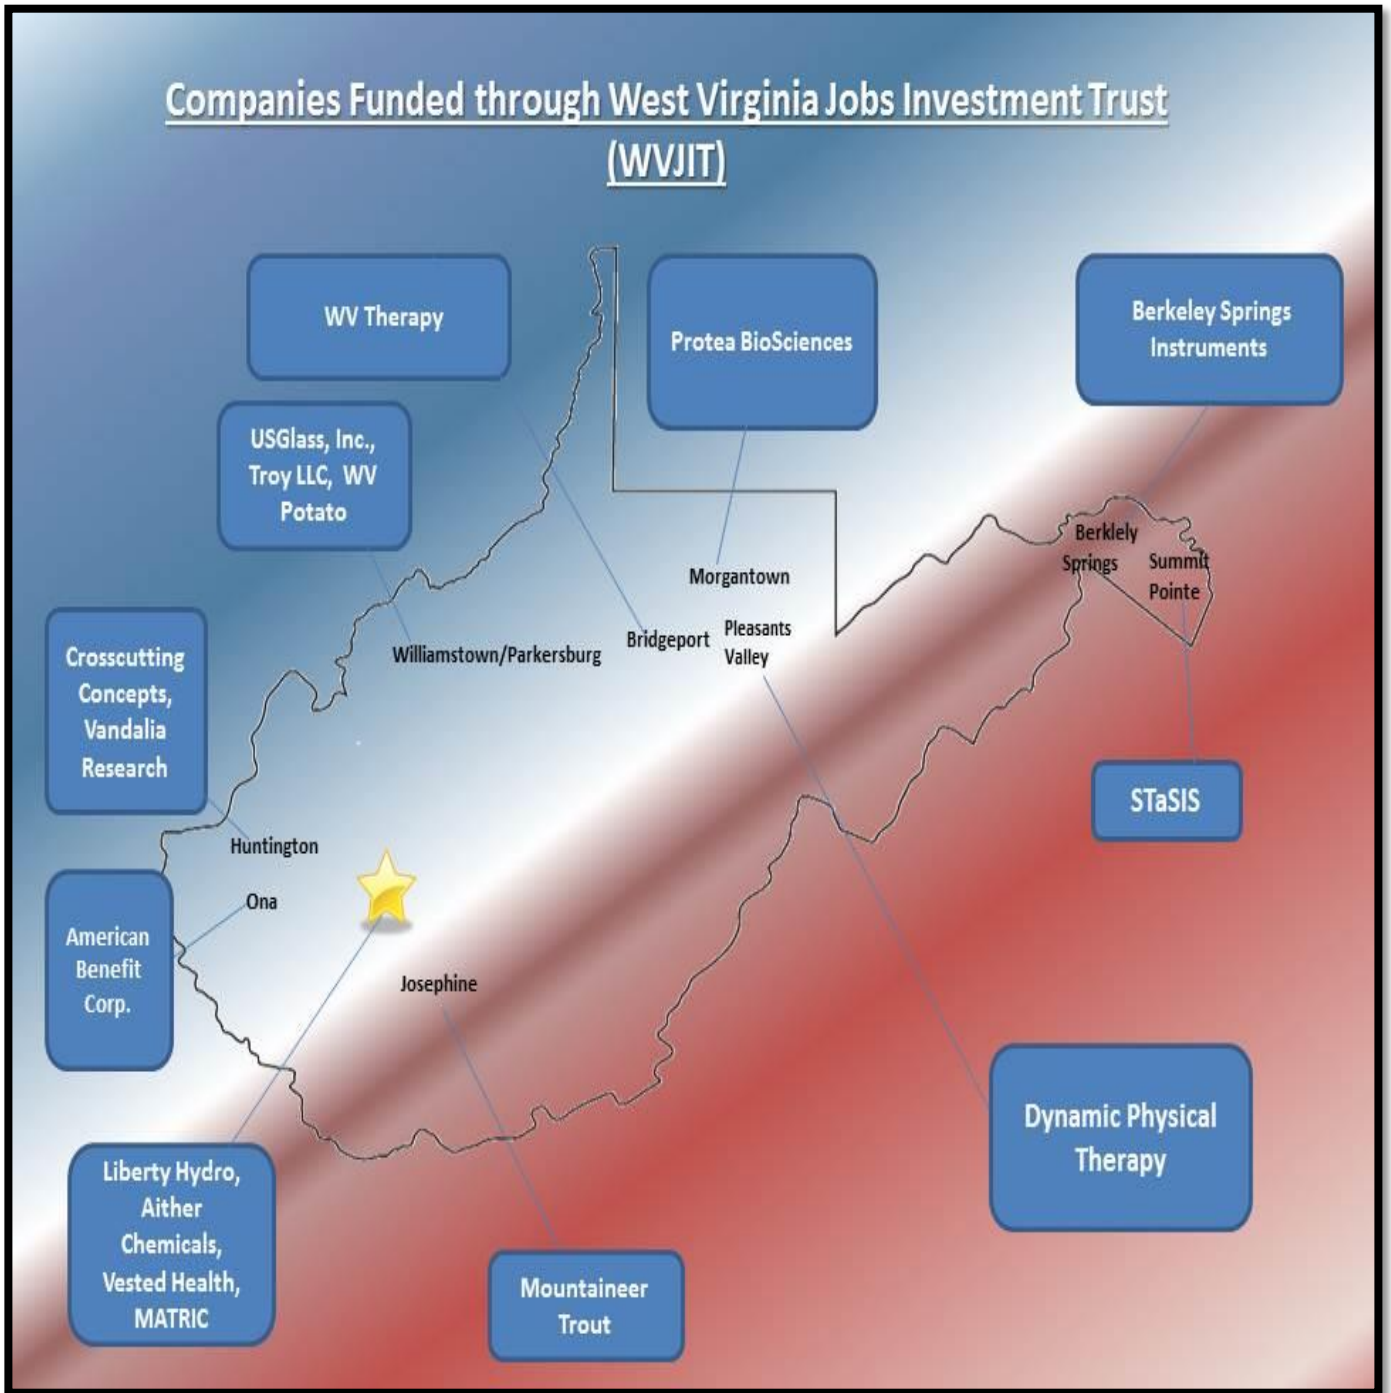 Companies Funded through West Virginia Jobs Investment Trust
(WVJIT)
WV Therapy
Protea BioSciences
Berkeley Springs
Instruments
USGlass, Inc.,
Troy LLC, WV
Potato
Berklely
Springs
Summit
Pointe
Morgantown
Bridgeport
Pleasants
Valley
Williamstown/Parkersburg
Crosscutting
Concepts,
Vandalia
Research
STaSIS
Huntington
Ona
American
Benefit
Corp.
Josephine
Dynamic Physical
Therapy
Liberty Hydro,
Aither
Chemicals,
Vested Health,
MATRIC
Mountaineer
Trout